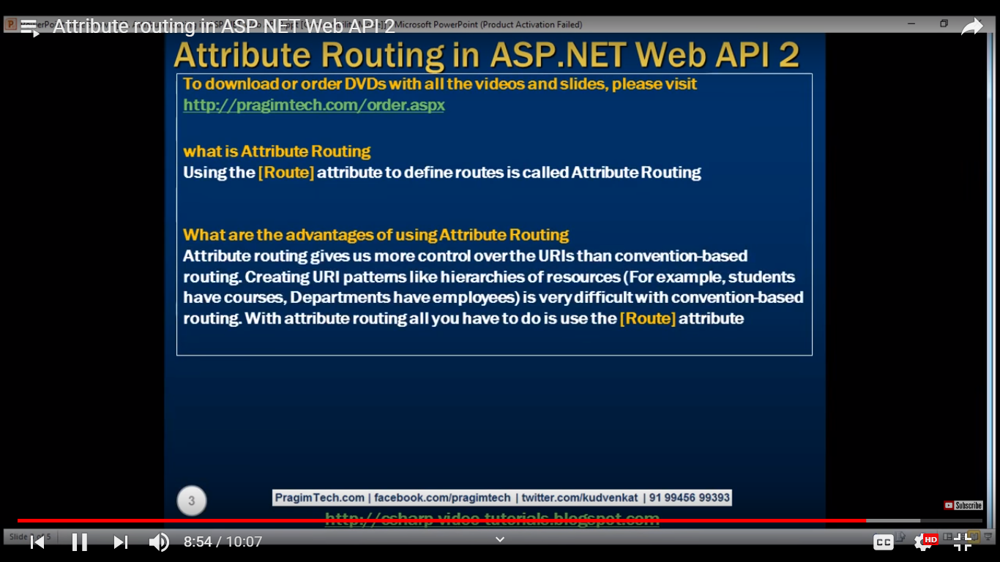 Attribute routing in ASP NET Web API 2
Microsoft PowerPoint (Product Activation Failed)
Attribute Routing in ASP.NET Web API 2
To download or order DVDs with all the videos and slides, please visit
http://pragimtech.com/order.aspx
what is Attribute Routing
Using the [Route] attribute to define routes is called Attribute Routing
What are the advantages of using Attribute Routing
Attribute routing gives us more control over the URIs than convention-based
routing. Creating URI patterns like hierarchies of resources (For example, students
have courses, Departments have employees) is very difficult with convention-based
routing. With attribute routing all you have to do is use the [Route] attribute
3
PragimTech.com | facebook.com/pragimtech | twitter.com/kudvenkat | 91 99456 99393
Subscribe
http://csharp-video-tutorials.blogspot.com
Slide 5
8:54 / 10:07
CC
HD